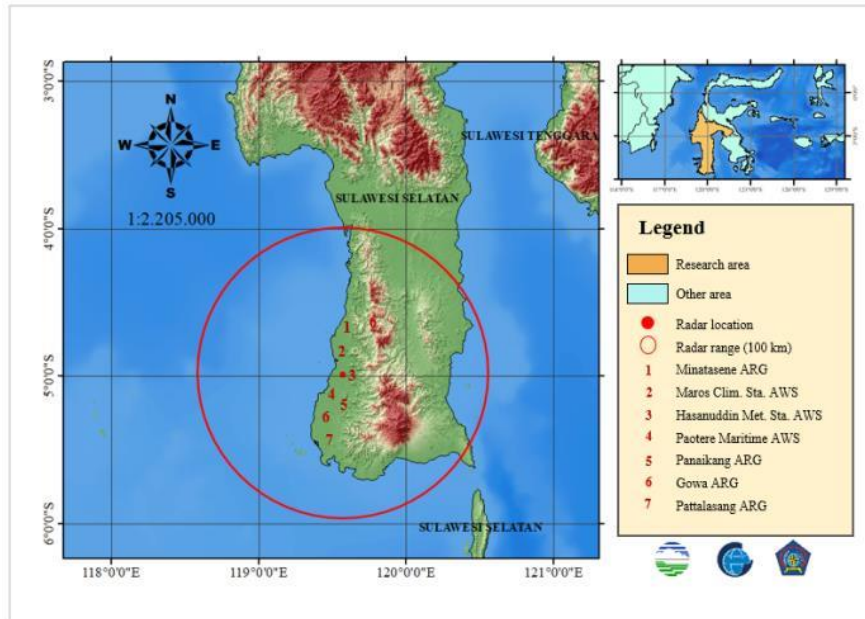 3°0'0"S
4°0'0"S
5°0'0"S
6°0'0"S
N
W
E
S
1:2.205.000
SULAWESI TENGGARA
SULAWESI SELATAN
1
2
3
4
5
6
7
SULAWESI SELATAN
118°0'0"E
119°0'0"E
120°0'0"E
121°0'0"E
Legend
Research area
Other area
Radar location
Radar range (100 km)
1 Minatasene ARG
2 Maros Clim. Sta. AWS
3 Hasanuddin Met. Sta. AWS
4 Paotere Maritime AWS
5 Panaikang ARG
6 Gowa ARG
7 Pattalasang ARG